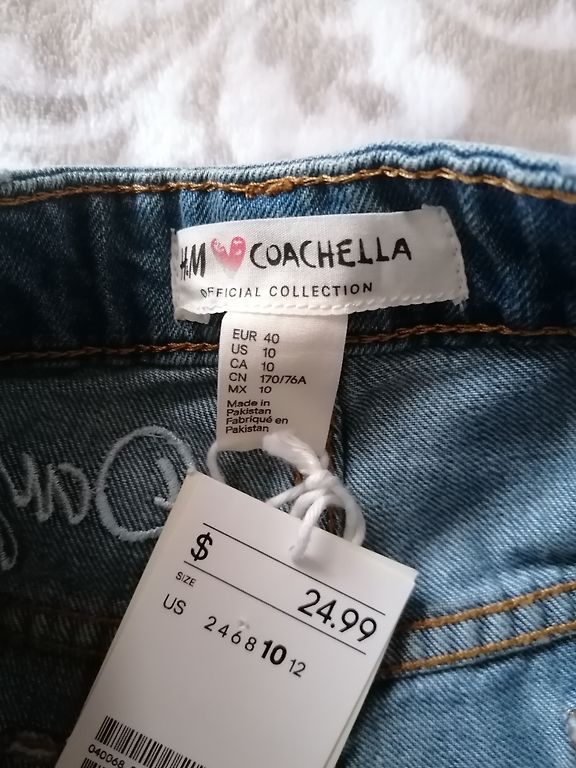 H&M COACHELLA
OFFICIAL COLLECTION
EUR 40
US 10
CA 10
CN 170/76A
MX 10
Made in
Pakistan
Fabriqué en
Pakistan
$
24.99
SIZE
US 2 4 6 8 10 12
040068